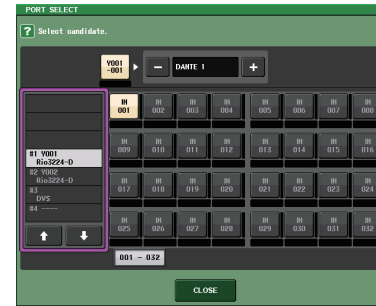 PORT SELECT
? Select candidate.
Y001
-001
−
DANTE 1
+
IN
001
IN
002
IN
003
IN
004
IN
005
IN
006
IN
007
IN
008
IN
009
IN
010
IN
011
IN
012
IN
013
IN
014
IN
015
IN
016
#1 Y001
Rio3224-D
#2 Y002
Rio3224-D
#3
DVS
#4 ----
IN
017
IN
018
IN
019
IN
020
IN
021
IN
022
IN
023
IN
024
IN
025
IN
026
IN
027
IN
028
IN
029
IN
030
IN
031
IN
032
001 - 032
CLOSE